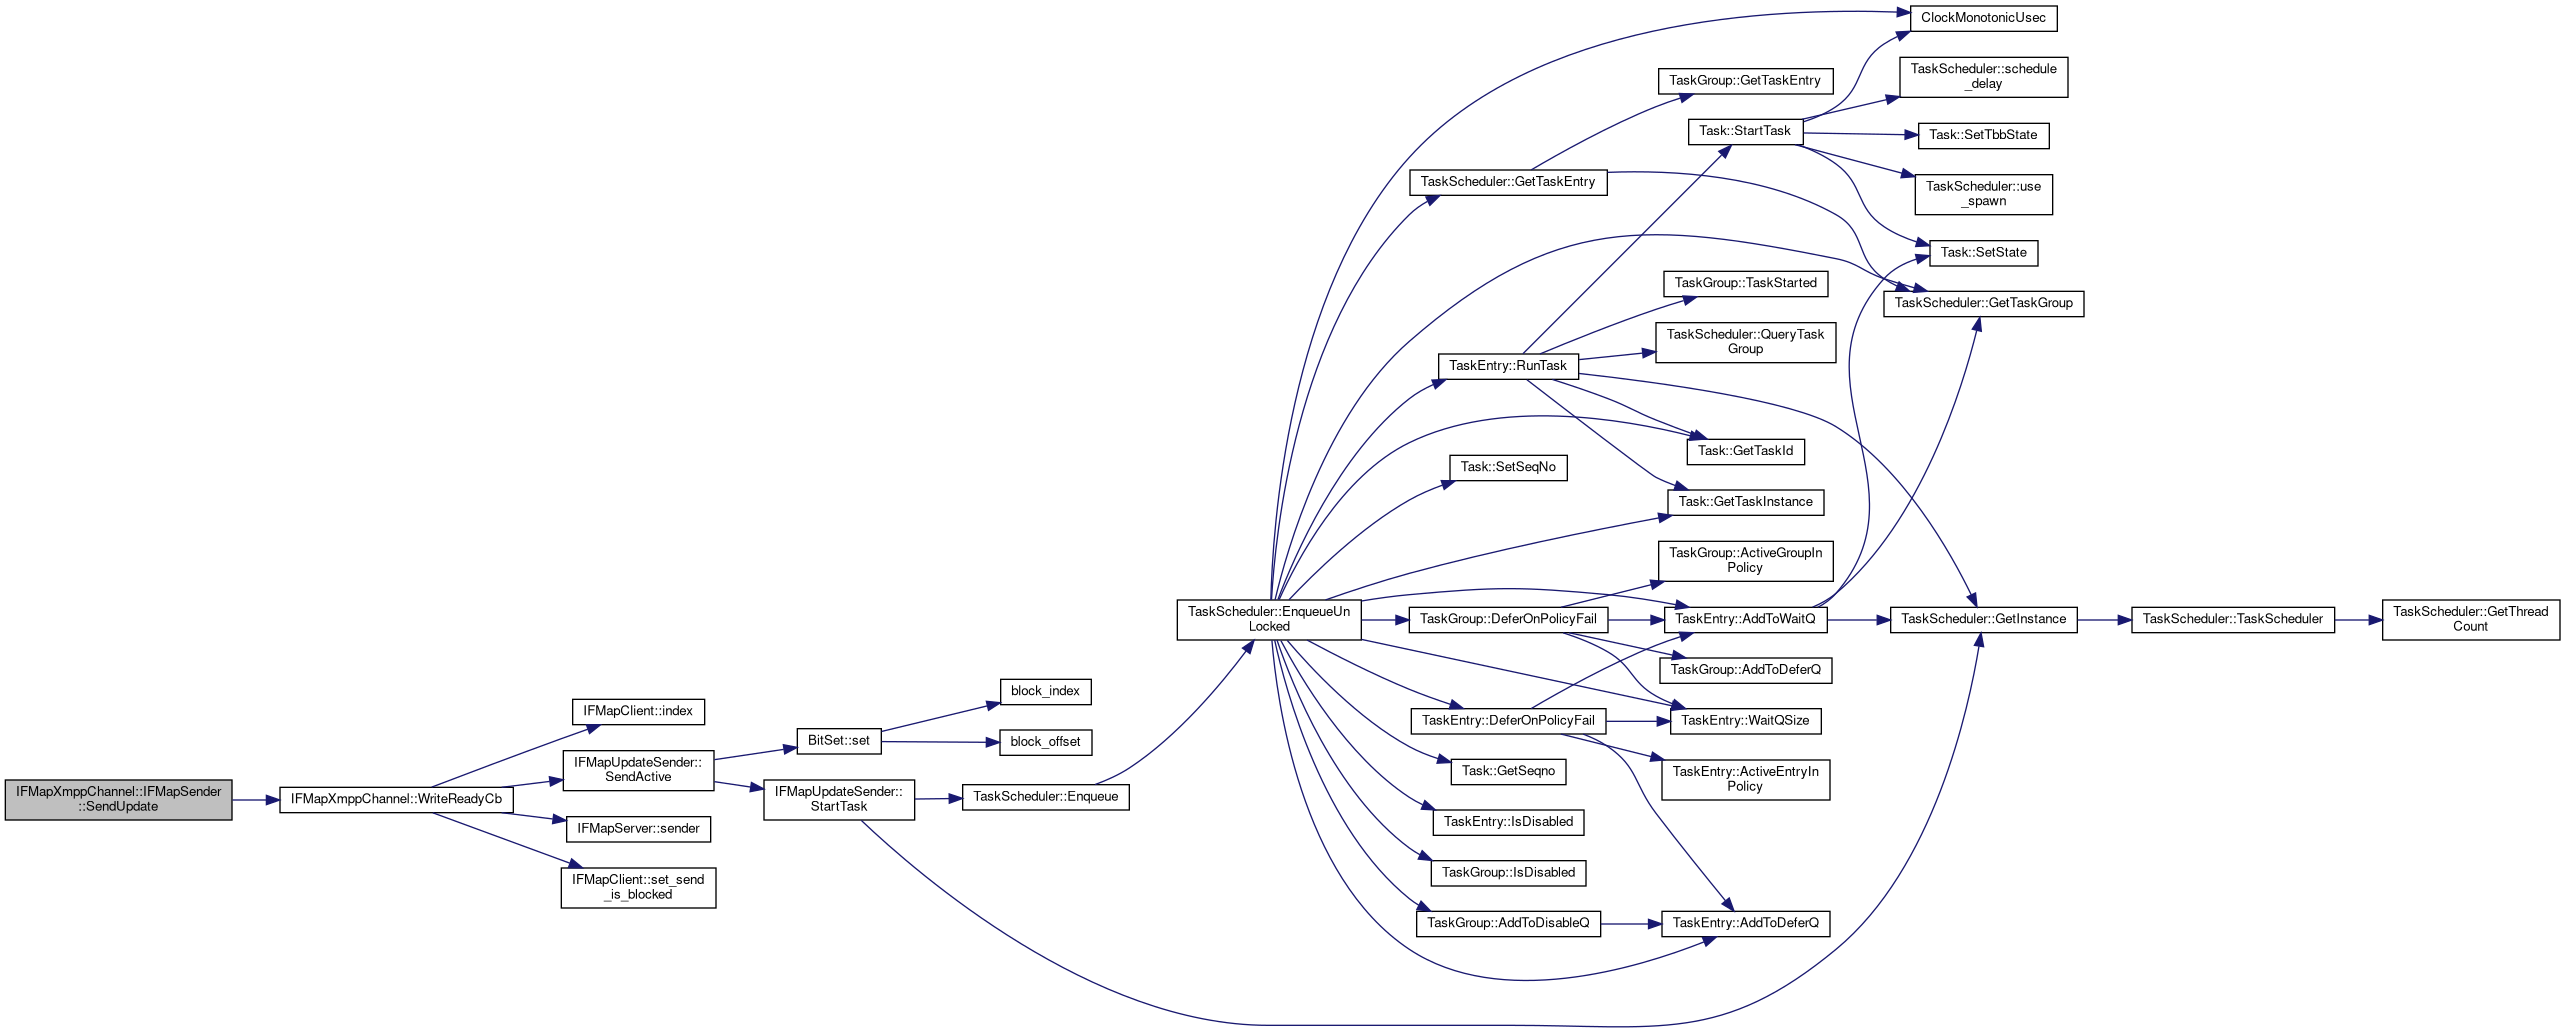 IFMapXmppChannel::IFMapSender
::SendUpdate
IFMapXmppChannel::WriteReadyCb
IFMapClient::index
IFMapUpdateSender::
SendActive
IFMapServer::sender
IFMapClient::set_send
_is_blocked
BitSet::set
IFMapUpdateSender::
StartTask
block_index
block_offset
TaskScheduler::Enqueue
TaskScheduler::EnqueueUn
Locked
TaskScheduler::GetTaskEntry
TaskEntry::RunTask
Task::SetSeqNo
TaskGroup::DeferOnPolicyFail
TaskEntry::DeferOnPolicyFail
Task::GetSeqno
TaskEntry::IsDisabled
TaskGroup::IsDisabled
TaskGroup::AddToDisableQ
TaskGroup::GetTaskEntry
Task::StartTask
TaskGroup::TaskStarted
TaskScheduler::QueryTask
Group
Task::GetTaskId
Task::GetTaskInstance
TaskGroup::ActiveGroupIn
Policy
TaskEntry::AddToWaitQ
TaskGroup::AddToDeferQ
TaskEntry::WaitQSize
TaskEntry::ActiveEntryIn
Policy
TaskEntry::AddToDeferQ
ClockMonotonicUsec
TaskScheduler::schedule
_delay
Task::SetTbbState
TaskScheduler::use
_spawn
Task::SetState
TaskScheduler::GetTaskGroup
TaskScheduler::GetInstance
TaskScheduler::TaskScheduler
TaskScheduler::GetThread
Count